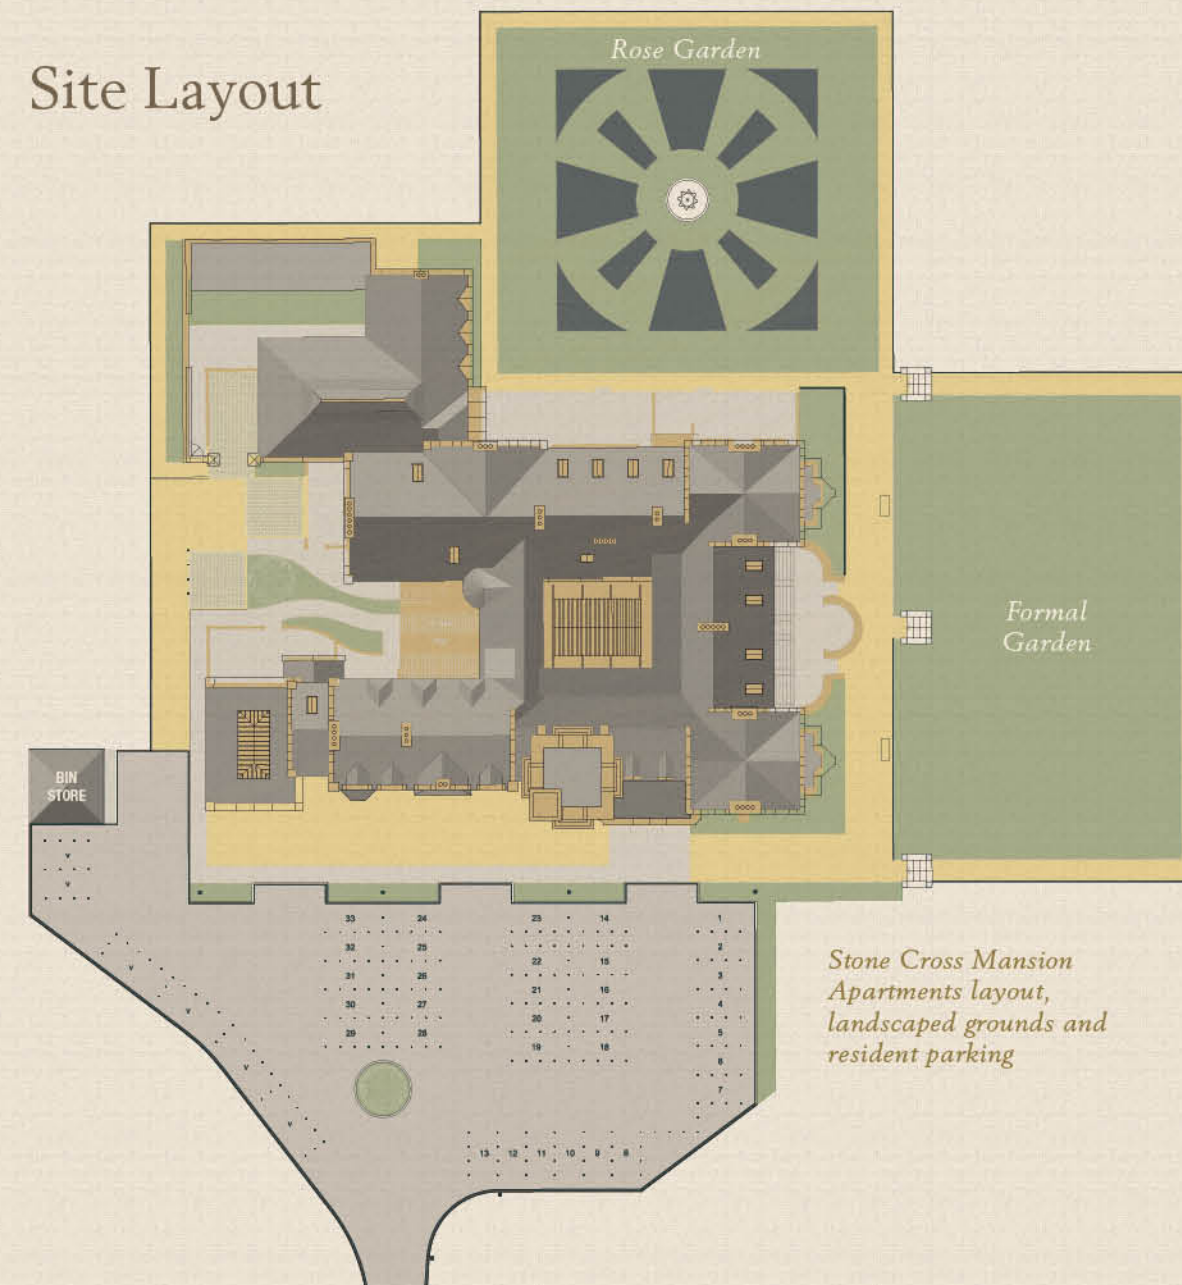 Site Layout
Rose Garden
Formal
Garden
BIN
STORE
v
v
v
v
v
v
33 24 23 14 1
32 25 2
22 15
31 26 3
21 16
30 27 4
20 17
29 28 5
19 18
6
7
13 12 11 10 9 8
Stone Cross Mansion
Apartments layout,
landscaped grounds and
resident parking